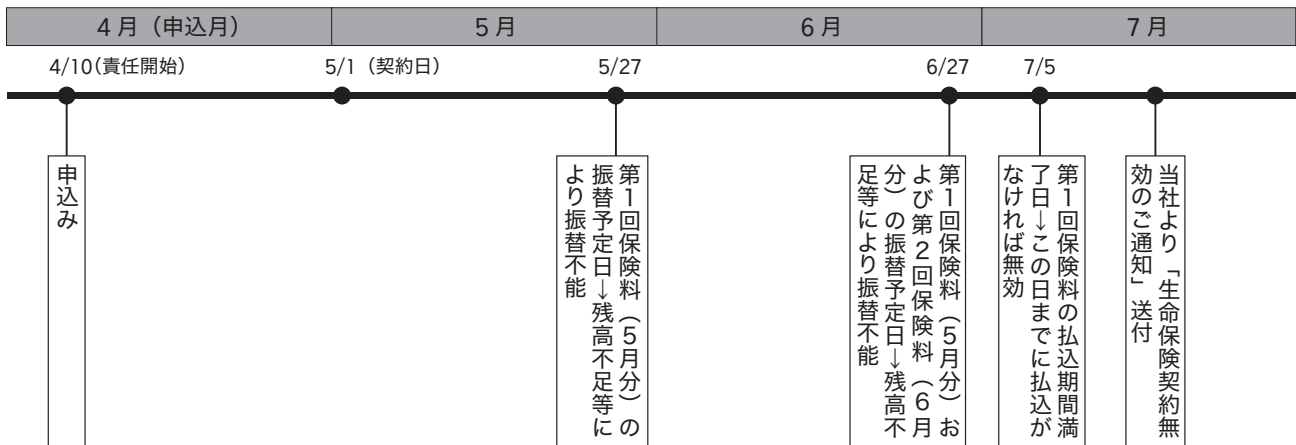 4月（申込月）
5月
6月
7月
4/10(責任開始)
5/1（契約日）
5/27
6/27
7/5
申込み
第1回保険料（5月分）の
振替予定日→残高不足等に
より振替不能
第1回保険料（5月分）お
よび第2回保険料（6月
分）の振替予定日→残高不
足等により振替不能
第1回保険料の払込期間満
了日→この日までに払込が
なければ無効
当社より「生命保険契約無
効のご通知」送付